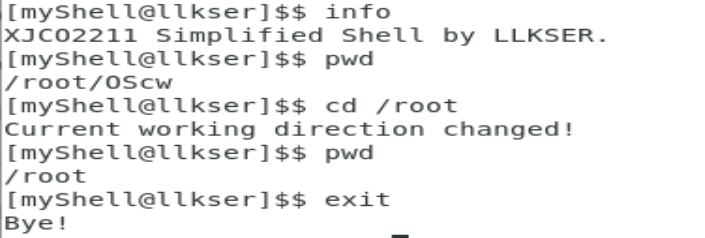 [myShell@llkser]$$ info
XJCO2211 Simplified Shell by LLKSER.
[myShell@llkser]$$ pwd
/root/OScw
[myShell@llkser]$$ cd /root
Current working direction changed!
[myShell@llkser]$$ pwd
/root
[myShell@llkser]$$ exit
Bye!